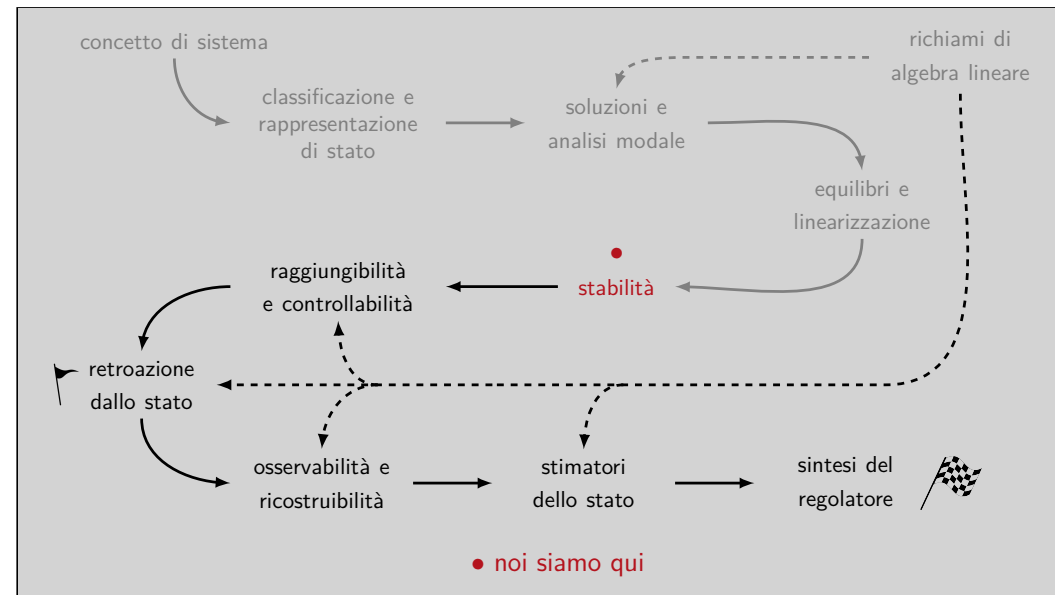 concetto di sistema
richiami di
algebra lineare
classificazione e
rappresentazione
di stato
soluzioni e
analisi modale
equilibri e
linearizzazione
stabilità
raggiungibilità
e controllabilità
retroazione
dallo stato
osservabilità e
ricostruibilità
stimatori
dello stato
sintesi del
regolatore
• noi siamo qui